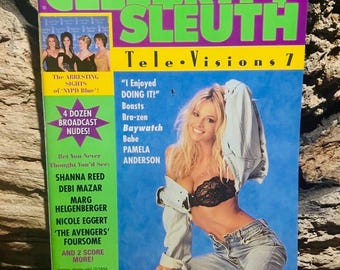 CELEBRITY
SLEUTH
Tele•Visions 7
The ARRESTING
SIGHTS
of "NYPD Blue"!
4 DOZEN
BROADCAST
NUDES!
Bet You Never
Thought You'd See:
SHANNA REED
DEBI MAZAR
MARG
HELGENBERGER
NICOLE EGGERT
'THE AVENGERS'
FOURSOME
AND 2 SCORE
MORE!
"I Enjoyed
DOING IT!"
Boasts
Bra-zen
Baywatch
Babe
PAMELA
ANDERSON